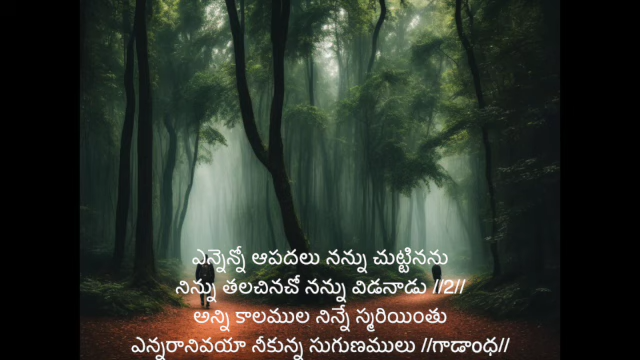 ఎన్నెన్నో ఆపదలు నన్ను చుట్టినను
నిన్ను తలచినచో నన్ను విడనాడు //2//
అన్ని కాలముల నిన్నే స్మరియింతు
ఎన్నరానివయా నీకున్న సుగుణములు //గాడాంధ//